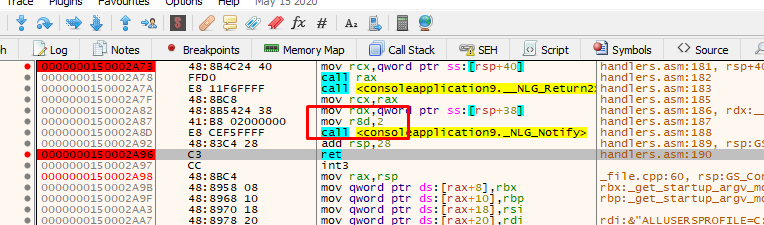 Trace Plugins Favourites Options Help May 15 2020
fx # A₂
ph Log Notes Breakpoints Memory Map Call Stack SEH Script Symbols Source
0000000150002A73 48:8B4C24 40 mov rcx,qword ptr ss:[rsp+40] handlers.asm:181, rsp+4
0000000150002A78 FFD0 call rax handlers.asm:182
0000000150002A7A E8 11F6FFFF call <consoleapplication9.__NLG_Return2> handlers.asm:183
0000000150002A7F 48:8BC8 mov rcx,rax handlers.asm:185
0000000150002A82 48:8B5424 38 mov rdx,qword ptr ss:[rsp+38] handlers.asm:186, rdx:_
0000000150002A87 41:B8 02000000 mov r8d,2 handlers.asm:187
0000000150002A8D E8 CEF5FFFF call <consoleapplication9._NLG_Notify> handlers.asm:188
0000000150002A92 48:83C4 28 add rsp,28 handlers.asm:189, rsp:GS
0000000150002A96 C3 ret handlers.asm:190
0000000150002A97 CC int3
0000000150002A98 48:8BC4 mov rax,rsp _file.cpp:60, rsp:GS_Con
0000000150002A9B 48:8958 08 mov qword ptr ds:[rax+8],rbx rbx:_get_startup_argv_mo
0000000150002A9F 48:8968 10 mov qword ptr ds:[rax+10],rbp rbp:_get_startup_argv_mo
0000000150002AA3 48:8970 18 mov qword ptr ds:[rax+18],rsi
0000000150002AA7 48:8978 20 mov qword ptr ds:[rax+20],rdi rdi:&"ALLUSERSPROFILE=C: